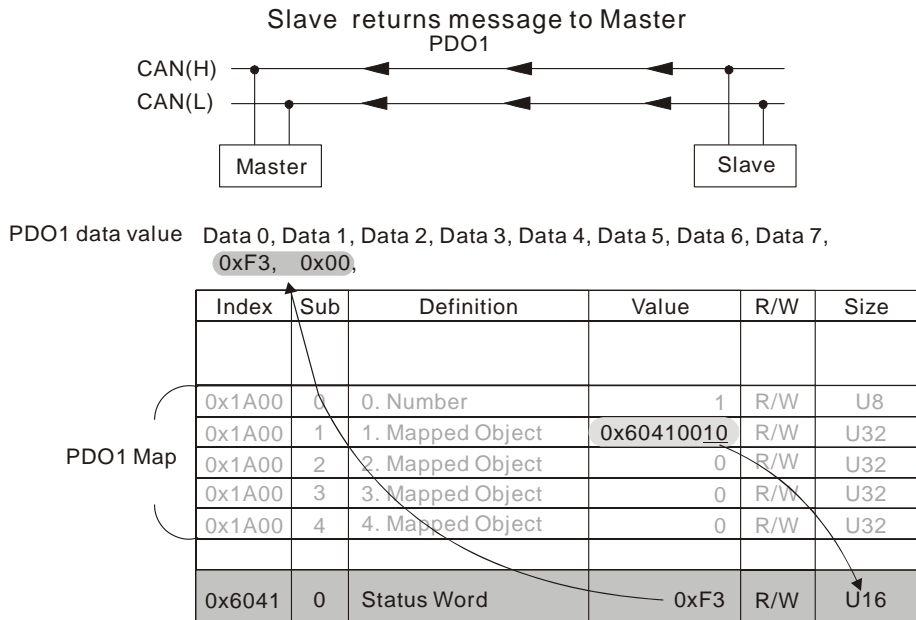 Slave returns message to Master
PDO1
CAN(H)
CAN(L)
Master Slave
PDO1 data value Data 0, Data 1, Data 2, Data 3, Data 4, Data 5, Data 6, Data 7,
0xF3, 0x00,
Index Sub Definition Value R/W Size
0x1A00 0 0. Number 1 R/W U8
0x1A00 1 1. Mapped Object 0x60410010 R/W U32
PDO1 Map
0x1A00 2 2. Mapped Object 0 R/W U32
0x1A00 3 3. Mapped Object 0 R/W U32
0x1A00 4 4. Mapped Object 0 R/W U32
0x6041 0 Status Word 0xF3 R/W U16